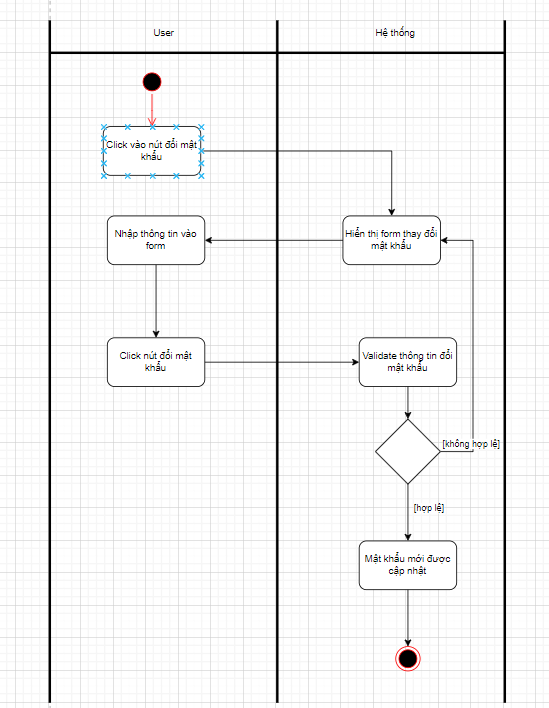 User
Hệ thống
Click vào nút đổi mật
khẩu
Nhập thông tin vào
form
Hiển thị form thay đổi
mật khẩu
Click nút đổi mật
khẩu
Validate thông tin đổi
mật khẩu
[không hợp lệ]
[hợp lệ]
Mật khẩu mới được
cập nhật